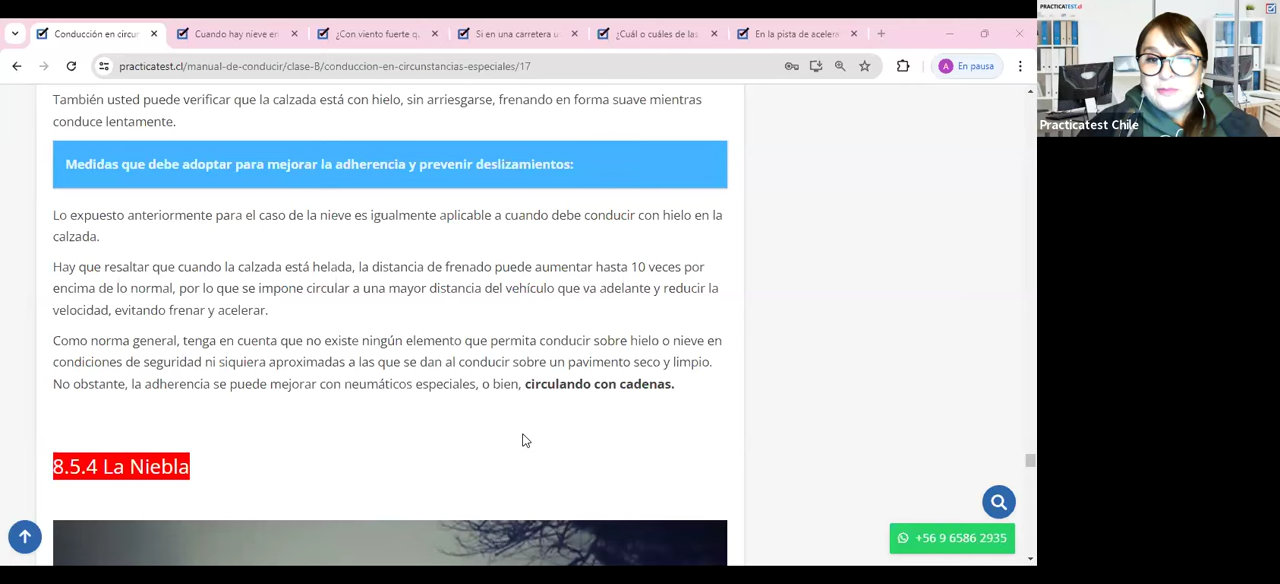 Conducción en circun
Cuando hay nieve en
¿Con viento fuerte q
Si en una carretera u
¿Cuál o cuáles de las
En la pista de acelera
practicatest.cl/manual-de-conducir/clase-B/conduccion-en-circunstancias-especiales/17
A En pausa
PRACTICATEST.cl
Practicatest Chile
También usted puede verificar que la calzada está con hielo, sin arriesgarse, frenando en forma suave mientras
conduce lentamente.
Medidas que debe adoptar para mejorar la adherencia y prevenir deslizamientos:
Lo expuesto anteriormente para el caso de la nieve es igualmente aplicable a cuando debe conducir con hielo en la
calzada.
Hay que resaltar que cuando la calzada está helada, la distancia de frenado puede aumentar hasta 10 veces por
encima de lo normal, por lo que se impone circular a una mayor distancia del vehículo que va adelante y reducir la
velocidad, evitando frenar y acelerar.
Como norma general, tenga en cuenta que no existe ningún elemento que permita conducir sobre hielo o nieve en
condiciones de seguridad ni siquiera aproximadas a las que se dan al conducir sobre un pavimento seco y limpio.
No obstante, la adherencia se puede mejorar con neumáticos especiales, o bien, circulando con cadenas.
8.5.4 La Niebla
+56 9 6586 2935